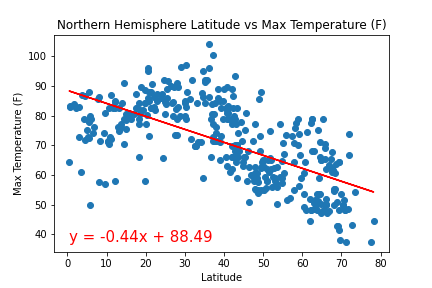 Northern Hemisphere Latitude vs Max Temperature (F)
Max Temperature (F)
100
90
80
70
60
50
40
y = -0.44x + 88.49
0 10 20 30 40 50 60 70 80
Latitude